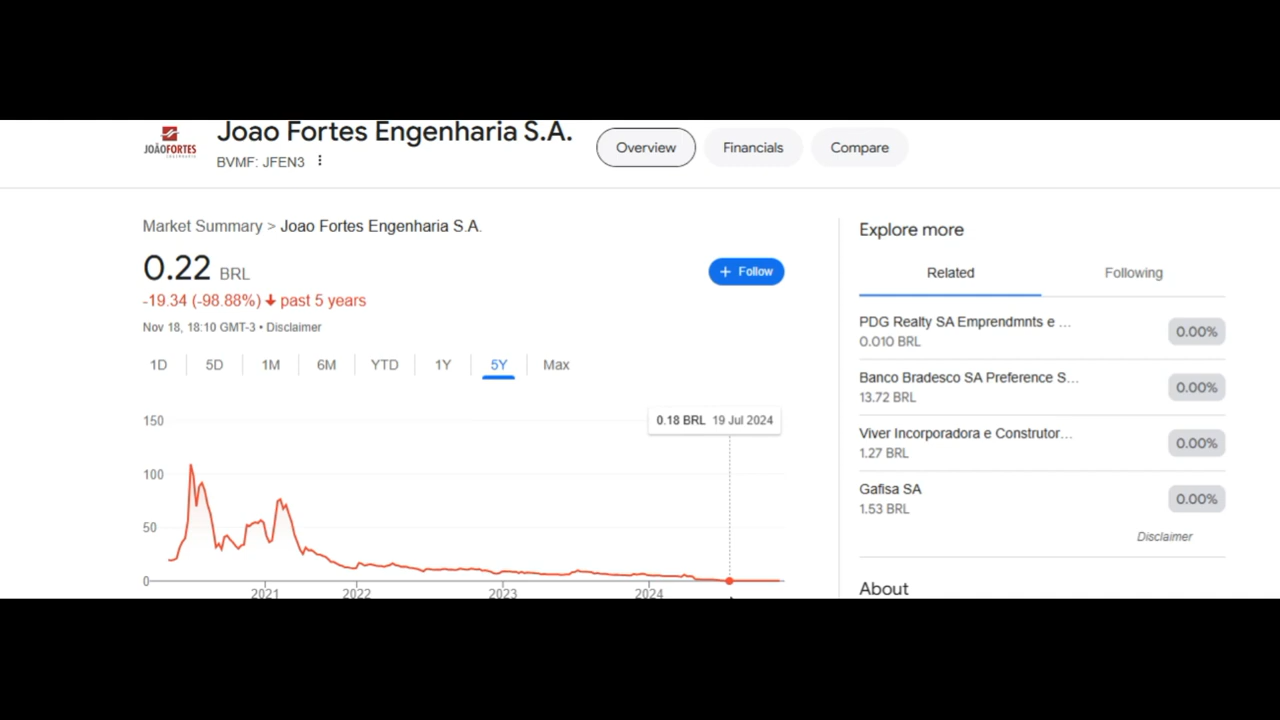 Joao Fortes Engenharia S.A.
BVMF: JFEN3
JOÃOFORTES
ENGENHARIA
Overview
Financials
Compare
Market Summary > Joao Fortes Engenharia S.A.
0.22 BRL
+ Follow
-19.34 (-98.88%) past 5 years
Nov 18, 18:10 GMT-3 • Disclaimer
1D
5D
1M
6M
YTD
1Y
5Y
Max
150
100
50
0
0.18 BRL 19 Jul 2024
2021
2022
2023
2024
Explore more
Related
Following
PDG Realty SA Emprendmnts e ...
0.010 BRL
0.00%
Banco Bradesco SA Preference S...
13.72 BRL
0.00%
Viver Incorporadora e Construtor...
1.27 BRL
0.00%
Gafisa SA
1.53 BRL
0.00%
Disclaimer
About